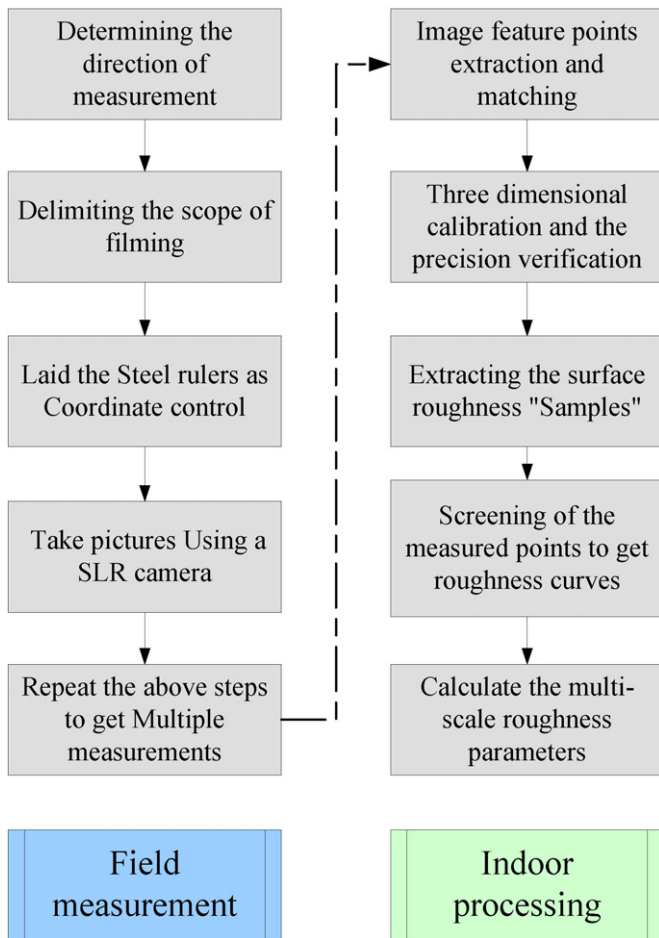 Determining the
direction of
measurement
Delimiting the scope of
filming
Laid the Steel rulers as
Coordinate control
Take pictures Using a
SLR camera
Repeat the above steps
to get Multiple
measurements
Field
measurement
Image feature points
extraction and
matching
Three dimensional
calibration and the
precision verification
Extracting the surface
roughness "Samples"
Screening of the
measured points to get
roughness curves
Calculate the multi-
scale roughness
parameters
Indoor
processing